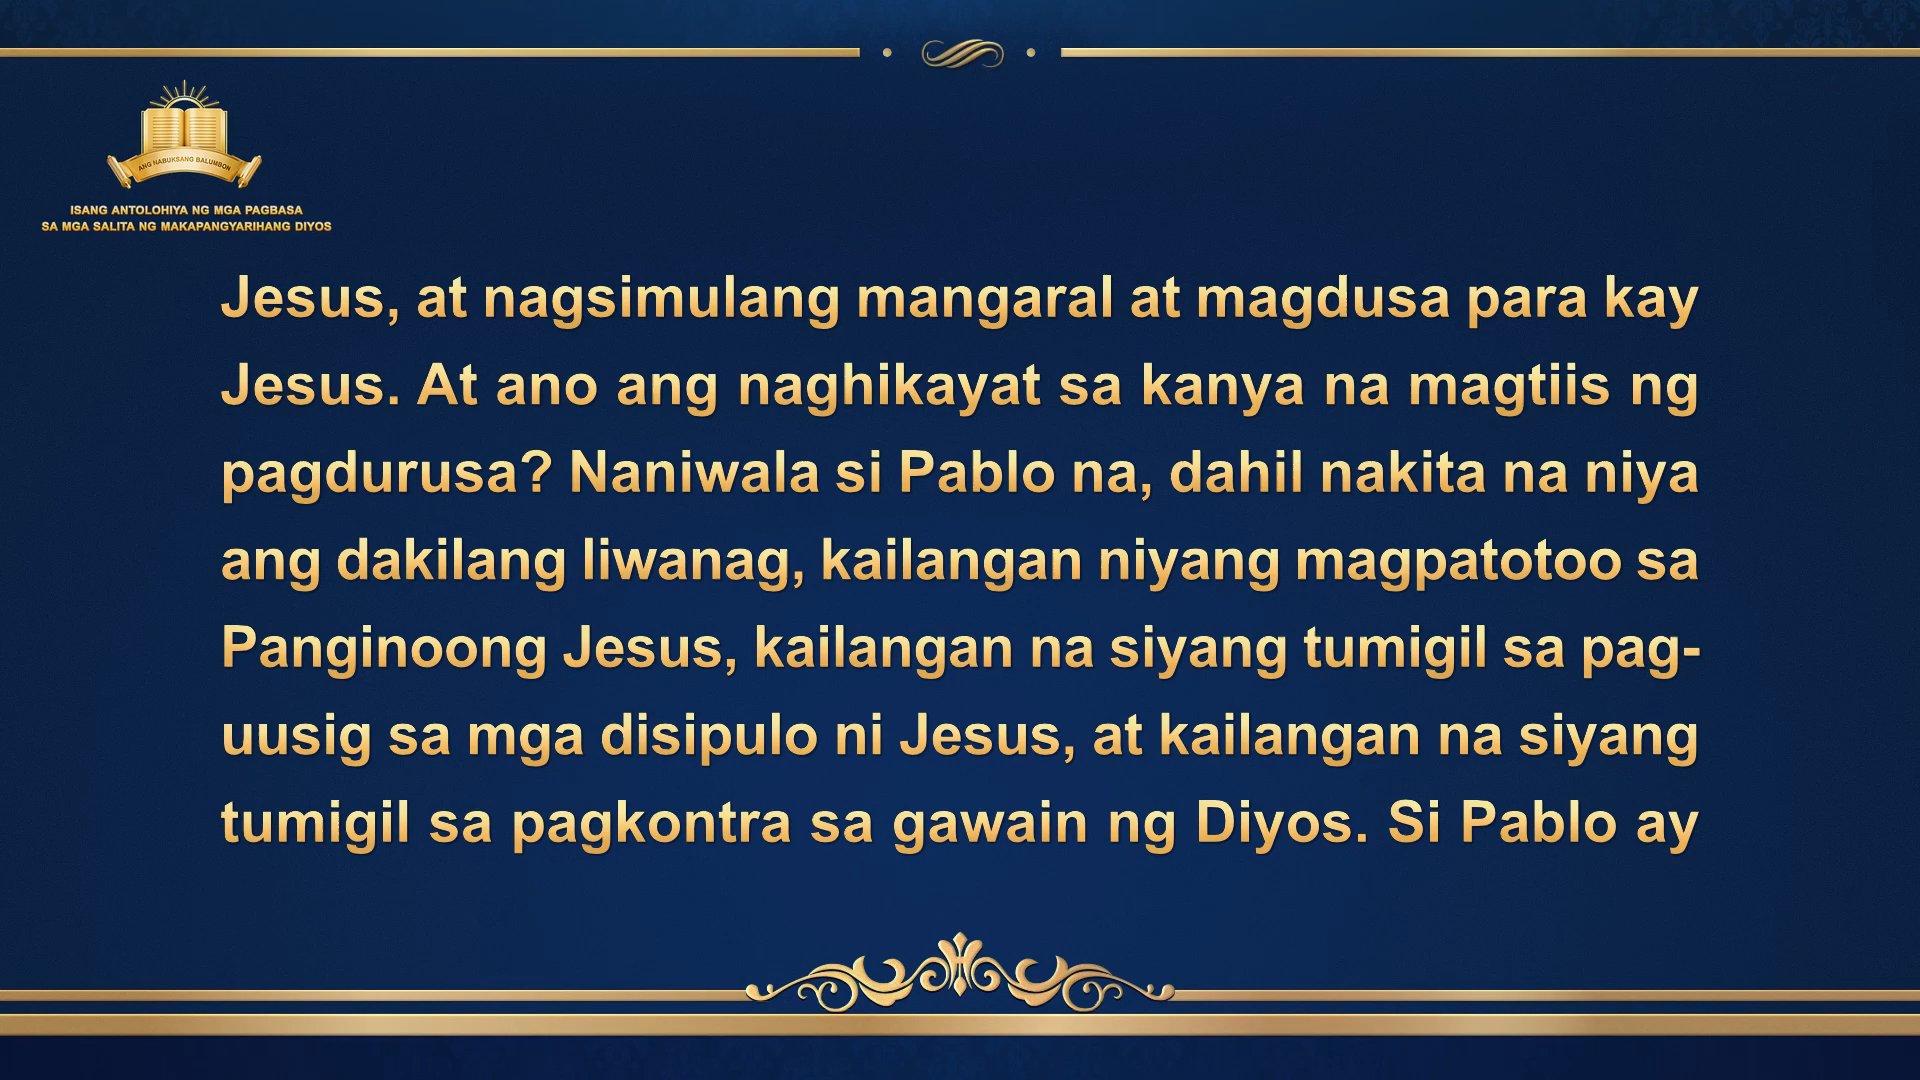 ANG NABUKSANG BALUMBON
ISANG ANTOLOHIYA NG MGA PAGBASA
SA MGA SALITA NG MAKAPANGYARIHANG DIYOS
Jesus, at nagsimulang mangaral at magdusa para kay
Jesus. At ano ang naghikayat sa kanya na magtiis ng
pagdurusa? Naniwala si Pablo na, dahil nakita na niya
ang dakilang liwanag, kailangan niyang magpatotoo sa
Panginoong Jesus, kailangan na siyang tumigil sa pag-
uusig sa mga disipulo ni Jesus, at kailangan na siyang
tumigil sa pagkontra sa gawain ng Diyos. Si Pablo ay